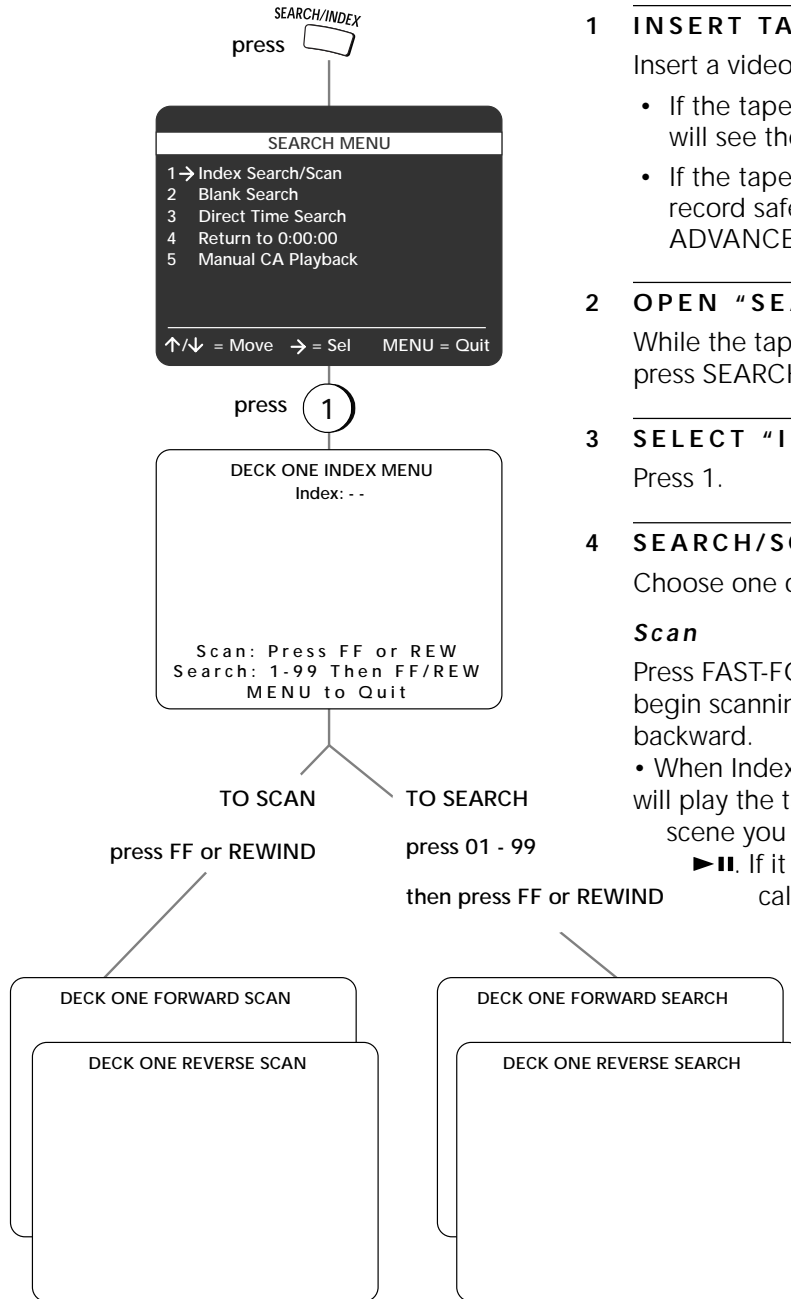 SEARCH/INDEX
press
SEARCH MENU
1→ Index Search/Scan
2 Blank Search
3 Direct Time Search
4 Return to 0:00:00
5 Manual CA Playback
↑/↓ = Move → = Sel MENU = Quit
press 1
DECK ONE INDEX MENU
Index: - -
Scan: Press FF or REW
Search: 1-99 Then FF/REW
MENU to Quit
TO SCAN
press FF or REWIND
TO SEARCH
press 01 - 99
then press FF or REWIND
DECK ONE FORWARD SCAN
DECK ONE REVERSE SCAN
DECK ONE FORWARD SEARCH
DECK ONE REVERSE SEARCH
1 INSERT TA
Insert a video
• If the tape
will see the
• If the tape
record safe
ADVANCE
2 OPEN “SEA
While the tap
press SEARCH
3 SELECT “I
Press 1.
4 SEARCH/SC
Choose one o
Scan
Press FAST-FO
begin scannin
backward.
• When Index
will play the t
scene you
►II. If it
cal